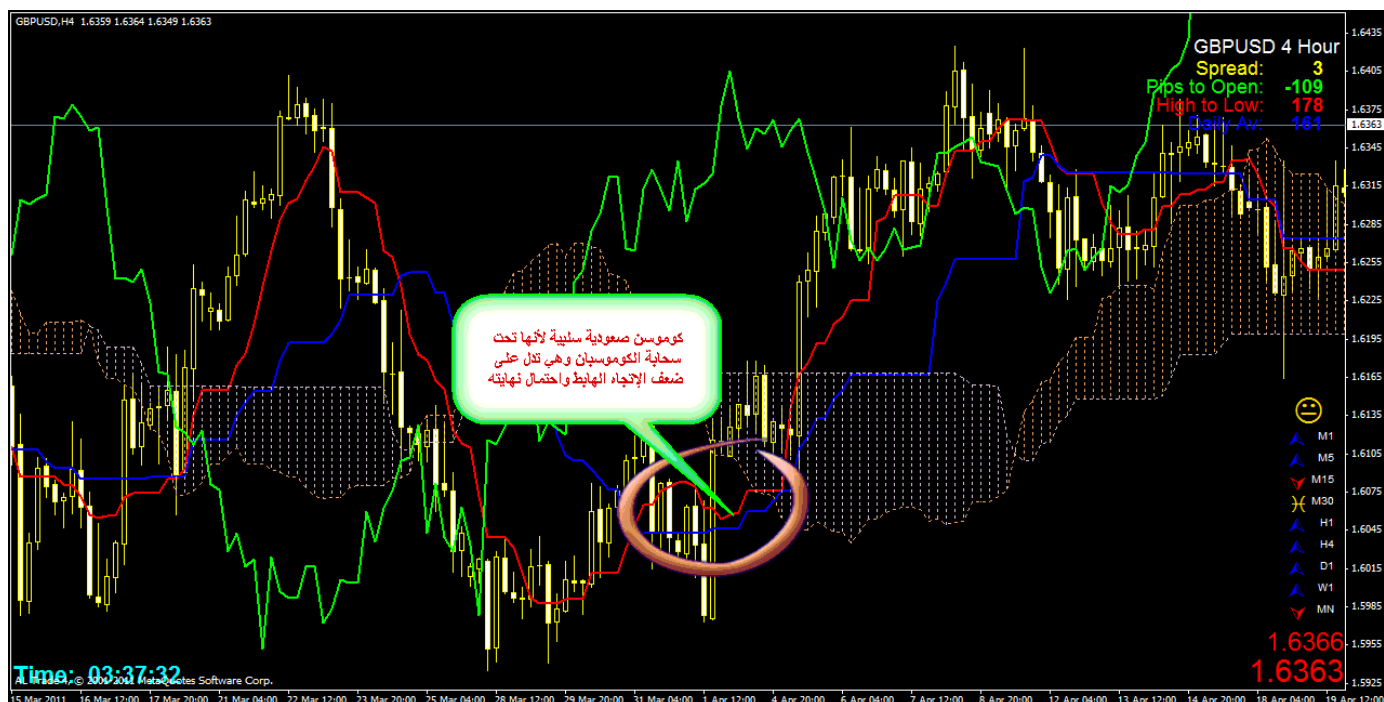 GBPUSD,H4 1.6359 1.6364 1.6349 1.6363
GBPUSD 4 Hour
Spread: 3
Pips to Open: -109
High to Low: 178
Daily Av: 161
1.6435
1.6405
1.6375
1.6363
1.6345
1.6315
1.6285
1.6255
1.6225
1.6195
1.6165
1.6135
1.6105
1.6075
1.6045
1.6015
1.5985
1.5955
1.5925
كوموسن صعودية سلبية لأنها تحت
سحابة الكوموسبان وهي تدل على
ضعف الإتجاه الهابط واحتمال نهايته
M1
M5
M15
M30
H1
H4
D1
W1
MN
1.6366
1.6363
Time: 03:37:32
© 2001-2011 MetaQuotes Software Corp.
15 Mar 2011 16 Mar 12:00 17 Mar 20:00 21 Mar 04:00 22 Mar 12:00 23 Mar 20:00 25 Mar 04:00 28 Mar 12:00 29 Mar 20:00 31 Mar 04:00 1 Apr 12:00 4 Apr 20:00 6 Apr 04:00 7 Apr 12:00 8 Apr 20:00 12 Apr 04:00 13 Apr 12:00 14 Apr 20:00 18 Apr 04:00 19 Apr 12:00